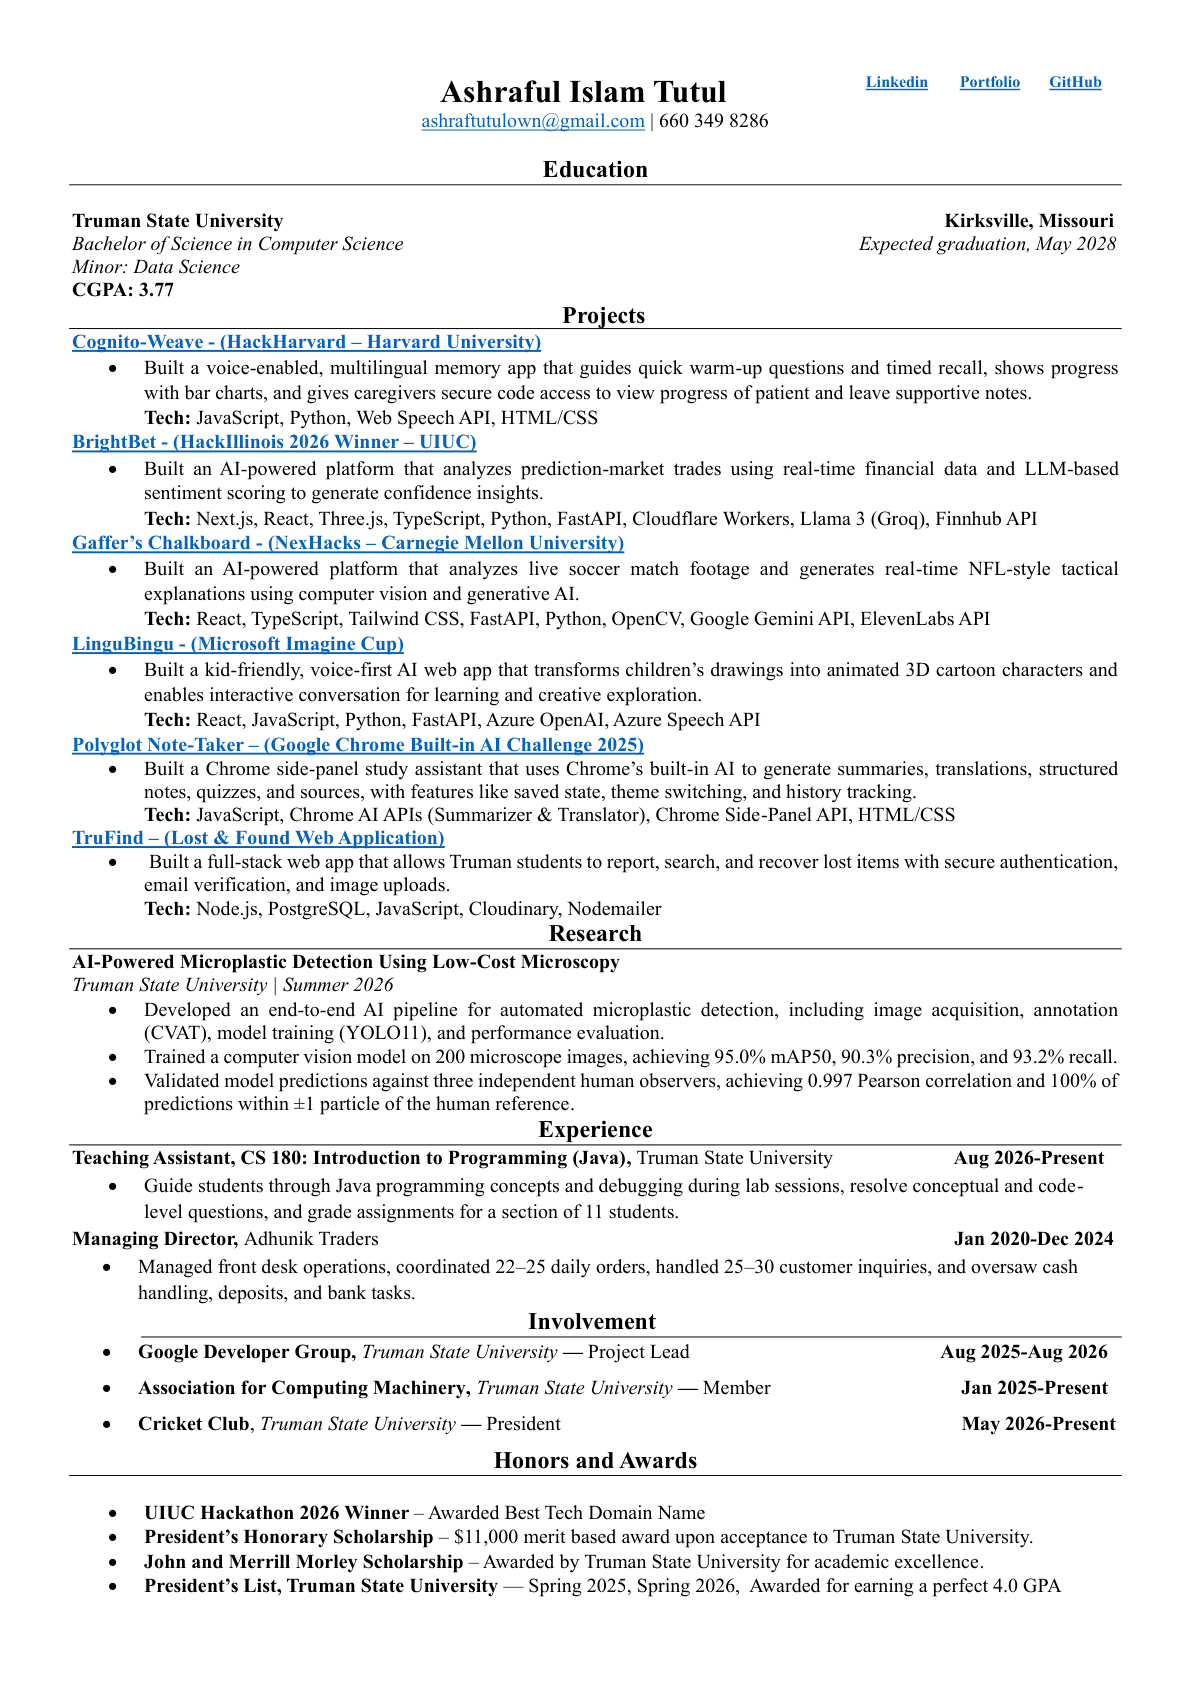 Ashraful Islam Tutul
Linkedin Portfolio GitHub
ashraftutulown@gmail.com | 660 349 8286
Education
Truman State University Kirksville, Missouri
Bachelor of Science in Computer Science Expected graduation, May 2028
Minor: Data Science
CGPA: 3.77
Projects
Cognito-Weave - (HackHarvard – Harvard University)
• Built a voice-enabled, multilingual memory app that guides quick warm-up questions and timed recall, shows progress
with bar charts, and gives caregivers secure code access to view progress of patient and leave supportive notes.
Tech: JavaScript, Python, Web Speech API, HTML/CSS
BrightBet - (HackIllinois 2026 Winner – UIUC)
• Built an AI-powered platform that analyzes prediction-market trades using real-time financial data and LLM-based
sentiment scoring to generate confidence insights.
Tech: Next.js, React, Three.js, TypeScript, Python, FastAPI, Cloudflare Workers, Llama 3 (Groq), Finnhub API
Gaffer’s Chalkboard - (NexHacks – Carnegie Mellon University)
• Built an AI-powered platform that analyzes live soccer match footage and generates real-time NFL-style tactical
explanations using computer vision and generative AI.
Tech: React, TypeScript, Tailwind CSS, FastAPI, Python, OpenCV, Google Gemini API, ElevenLabs API
LinguBingu - (Microsoft Imagine Cup)
• Built a kid-friendly, voice-first AI web app that transforms children’s drawings into animated 3D cartoon characters and
enables interactive conversation for learning and creative exploration.
Tech: React, JavaScript, Python, FastAPI, Azure OpenAI, Azure Speech API
Polyglot Note-Taker – (Google Chrome Built-in AI Challenge 2025)
• Built a Chrome side-panel study assistant that uses Chrome’s built-in AI to generate summaries, translations, structured
notes, quizzes, and sources, with features like saved state, theme switching, and history tracking.
Tech: JavaScript, Chrome AI APIs (Summarizer & Translator), Chrome Side-Panel API, HTML/CSS
TruFind – (Lost & Found Web Application)
• Built a full-stack web app that allows Truman students to report, search, and recover lost items with secure authentication,
email verification, and image uploads.
Tech: Node.js, PostgreSQL, JavaScript, Cloudinary, Nodemailer
Research
AI-Powered Microplastic Detection Using Low-Cost Microscopy
Truman State University | Summer 2026
• Developed an end-to-end AI pipeline for automated microplastic detection, including image acquisition, annotation
(CVAT), model training (YOLO11), and performance evaluation.
• Trained a computer vision model on 200 microscope images, achieving 95.0% mAP50, 90.3% precision, and 93.2% recall.
• Validated model predictions against three independent human observers, achieving 0.997 Pearson correlation and 100% of
predictions within ±1 particle of the human reference.
Experience
Teaching Assistant, CS 180: Introduction to Programming (Java), Truman State University Aug 2026-Present
• Guide students through Java programming concepts and debugging during lab sessions, resolve conceptual and code-
level questions, and grade assignments for a section of 11 students.
Managing Director, Adhunik Traders Jan 2020-Dec 2024
• Managed front desk operations, coordinated 22–25 daily orders, handled 25–30 customer inquiries, and oversaw cash
handling, deposits, and bank tasks.
Involvement
• Google Developer Group, Truman State University — Project Lead Aug 2025-Aug 2026
• Association for Computing Machinery, Truman State University — Member Jan 2025-Present
• Cricket Club, Truman State University — President May 2026-Present
Honors and Awards
• UIUC Hackathon 2026 Winner – Awarded Best Tech Domain Name
• President’s Honorary Scholarship – $11,000 merit based award upon acceptance to Truman State University.
• John and Merrill Morley Scholarship – Awarded by Truman State University for academic excellence.
• President’s List, Truman State University — Spring 2025, Spring 2026, Awarded for earning a perfect 4.0 GPA